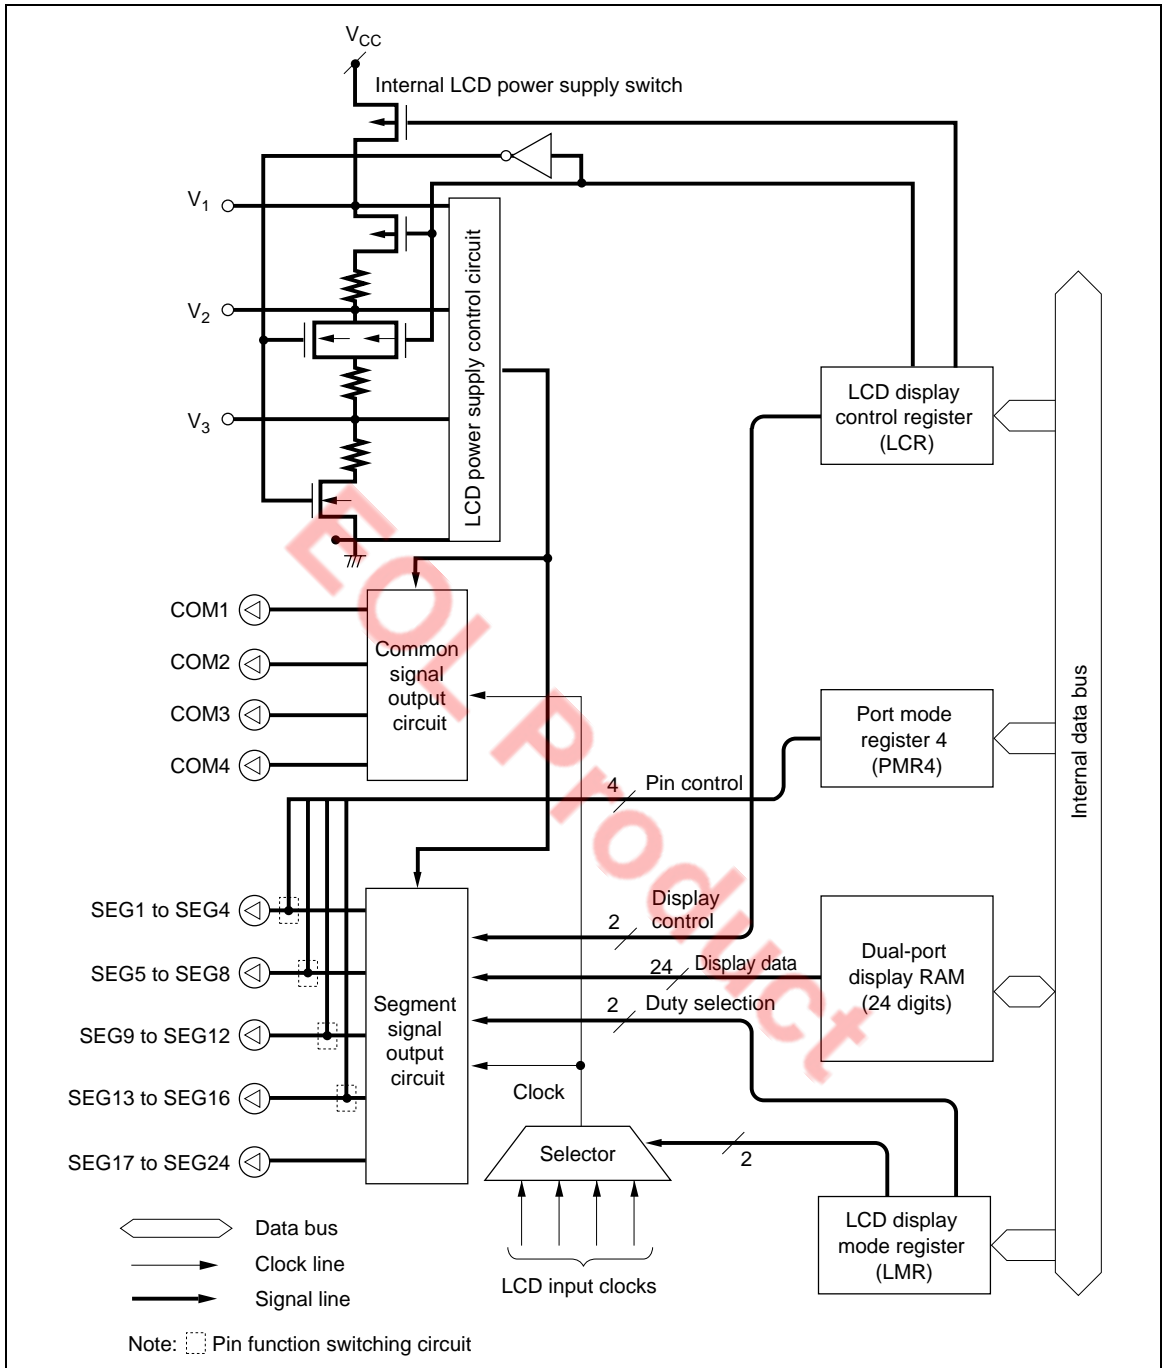 VCC
Internal LCD power supply switch
V1
V2
V3
LCD power supply control circuit
LCD display
control register
(LCR)
Internal data bus
COM1
COM2
COM3
COM4
Common
signal
output
circuit
Port mode
register 4
(PMR4)
4 Pin control
SEG1 to SEG4
SEG5 to SEG8
SEG9 to SEG12
SEG13 to SEG16
SEG17 to SEG24
Segment
signal
output
circuit
Display
control
2
24 Display data
2 Duty selection
Dual-port
display RAM
(24 digits)
Clock
Selector
2
LCD input clocks
LCD display
mode register
(LMR)
Data bus
Clock line
Signal line
Note: Pin function switching circuit
EOL Product